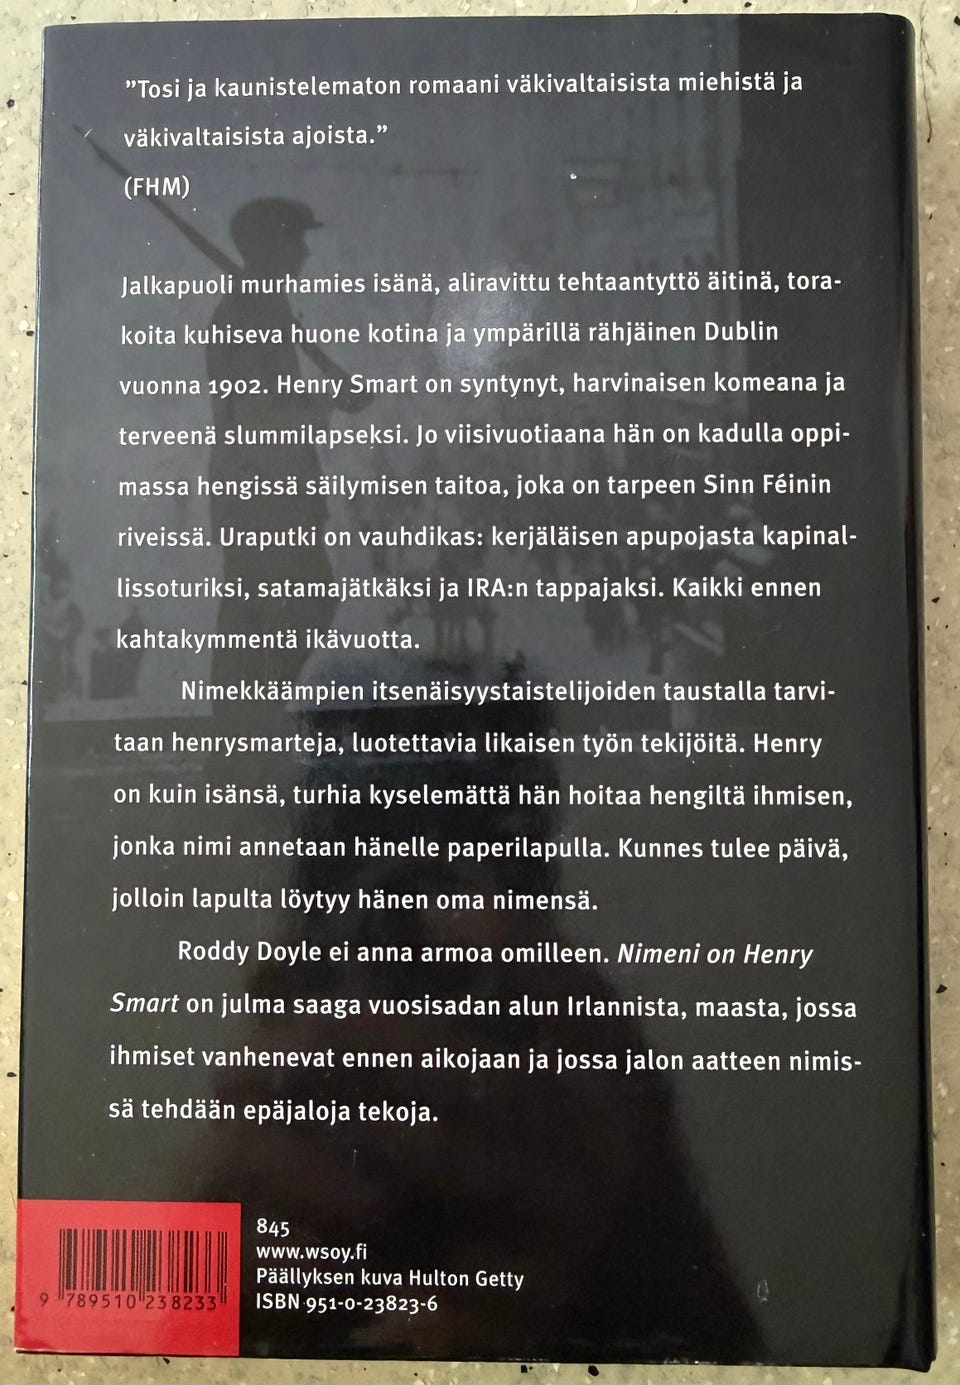 ”Tosi ja kaunistelematon romaani väkivaltaisista miehistä ja
väkivaltaisista ajoista.”
(FHM)
Jalkapuoli murhamies isänä, aliravittu tehtaantyttö äitinä, tora-
koita kuhiseva huone kotina ja ympärillä rähjäinen Dublin
vuonna 1902. Henry Smart on syntynyt, harvinaisen komeana ja
terveenä slummilapseksi. Jo viisivuotiaana hän on kadulla oppi-
massa hengissä säilymisen taitoa, joka on tarpeen Sinn Féinin
riveissä. Uraputki on vauhdikas: kerjäläisen apupojasta kapinal-
lissoturiksi, satamajätkäksi ja IRA:n tappajaksi. Kaikki ennen
kahtakymmentä ikävuotta.
Nimekkäämpien itsenäisyystaistelijoiden taustalla tarvi-
taan henrysmarteja, luotettavia likaisen työn tekijöitä. Henry
on kuin isänsä, turhia kyselemättä hän hoitaa hengiltä ihmisen,
jonka nimi annetaan hänelle paperilapulla. Kunnes tulee päivä,
jolloin lapulta löytyy hänen oma nimensä.
Roddy Doyle ei anna armoa omilleen. Nimeni on Henry
Smart on julma saaga vuosisadan alun Irlannista, maasta, jossa
ihmiset vanhenevat ennen aikojaan ja jossa jalon aatteen nimis-
sä tehdään epäjaloja tekoja.
845
www.wsoy.fi
Päällyksen kuva Hulton Getty
ISBN 951-0-23823-6
9 789510 238233